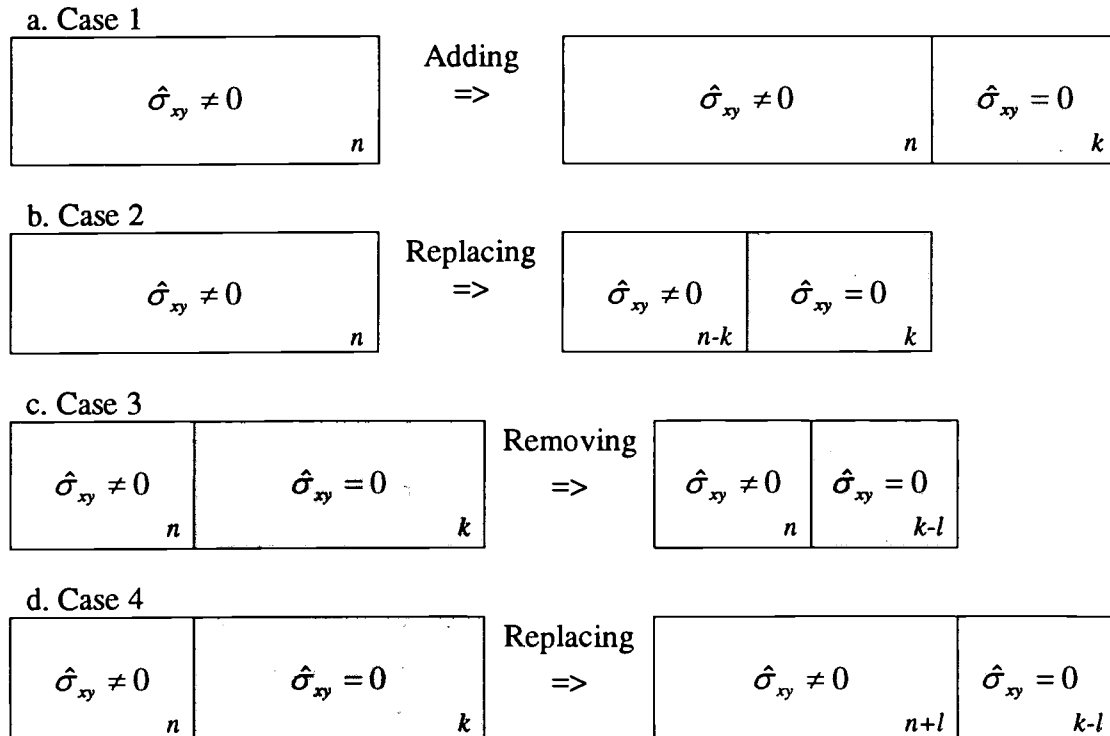 a. Case 1
σ̂xy ≠ 0
n
Adding
=>
σ̂xy ≠ 0
n
σ̂xy = 0
k
b. Case 2
σ̂xy ≠ 0
n
Replacing
=>
σ̂xy ≠ 0
n-k
σ̂xy = 0
k
c. Case 3
σ̂xy ≠ 0
n
σ̂xy = 0
k
Removing
=>
σ̂xy ≠ 0
n
σ̂xy = 0
k-l
d. Case 4
σ̂xy ≠ 0
n
σ̂xy = 0
k
Replacing
=>
σ̂xy ≠ 0
n+l
σ̂xy = 0
k-l